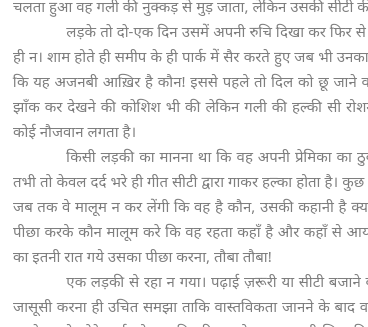 चलता हुआ वह गली की नुक्कड़ से मुड़ जाता, लेकिन उसकी सीटी की
लड़के तो दो-एक दिन उसमें अपनी रुचि दिखा कर फिर से
ही न। शाम होते ही समीप के ही पार्क में सैर करते हुए जब भी उनका
कि यह अजनबी आख़िर है कौन! इससे पहले तो दिल को छू जाने व
झाँक कर देखने की कोशिश भी की लेकिन गली की हल्की सी रोश
कोई नौजवान लगता है।
किसी लड़की का मानना था कि वह अपनी प्रेमिका का ठु
तभी तो केवल दर्द भरे ही गीत सीटी द्वारा गाकर हल्का होता है। कुछ
जब तक वे मालूम न कर लेंगी कि वह है कौन, उसकी कहानी है क्य
पीछा करके कौन मालूम करे कि वह रहता कहाँ है और कहाँ से आय
का इतनी रात गये उसका पीछा करना, तौबा तौबा!
एक लड़की से रहा न गया। पढ़ाई ज़रूरी या सीटी बजाने
जासूसी करना ही उचित समझा ताकि वास्तविकता जानने के बाद व